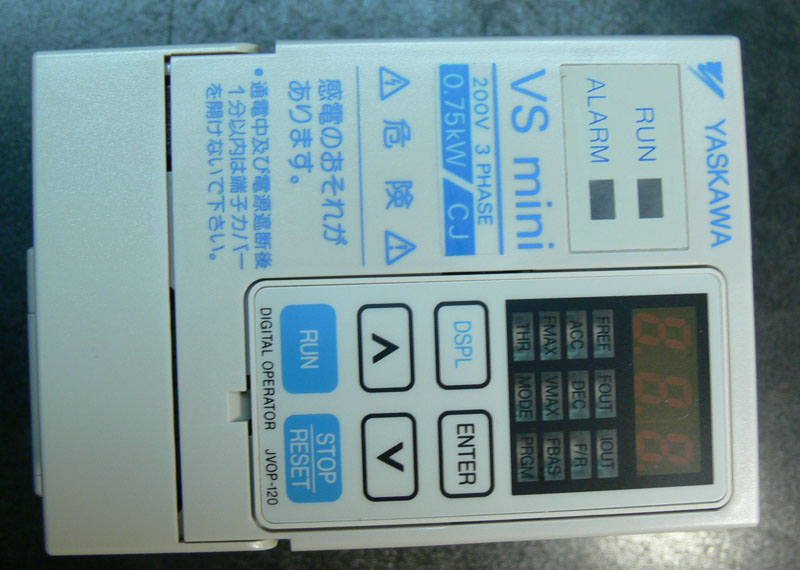 YASKAWA
RUN
ALARM
VS mini
200V 3 PHASE
0.75kW/CJ
危険
感電のおそれが
あります。
・通電中及び電源遮断後
1分以内は端子カバー
を開けないで下さい。
8.8.8
FREF FOUT IOUT
ACC DEC F/R
FMAX VMAX FBAS
THR MODE PRGM
DSPL ENTER
∧ ∨
RUN STOP
RESET
DIGITAL OPERATOR JVOP-120